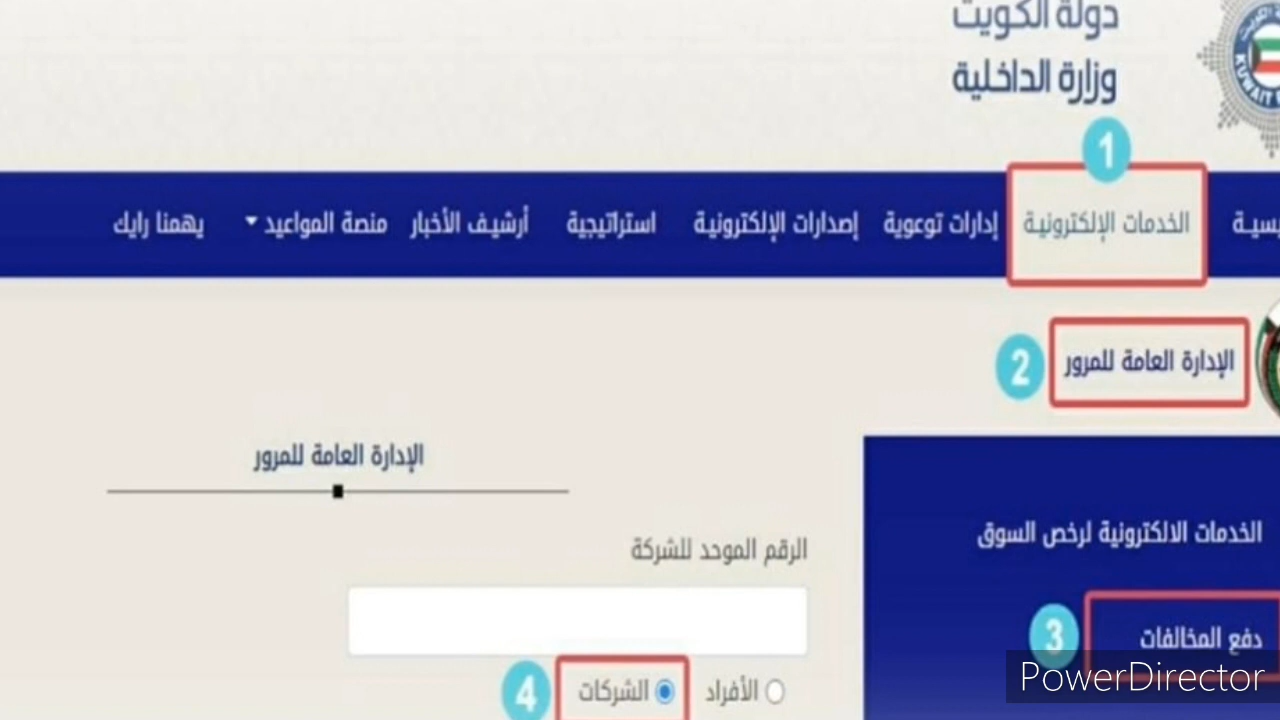 دولة الكويت
وزارة الداخلية
KUWAIT
1
الخدمات الإلكترونية
إدارات توعوية
إصدارات الإلكترونية
استراتيجية
أرشيف الأخبار
منصة المواعيد
يهمنا رايك
الإدارة العامة للمرور
2
الإدارة العامة للمرور
الخدمات الالكترونية لرخص السوق
الرقم الموحد للشركة
دفع المخالفات
3
الأفراد
الشركات
4
PowerDirector